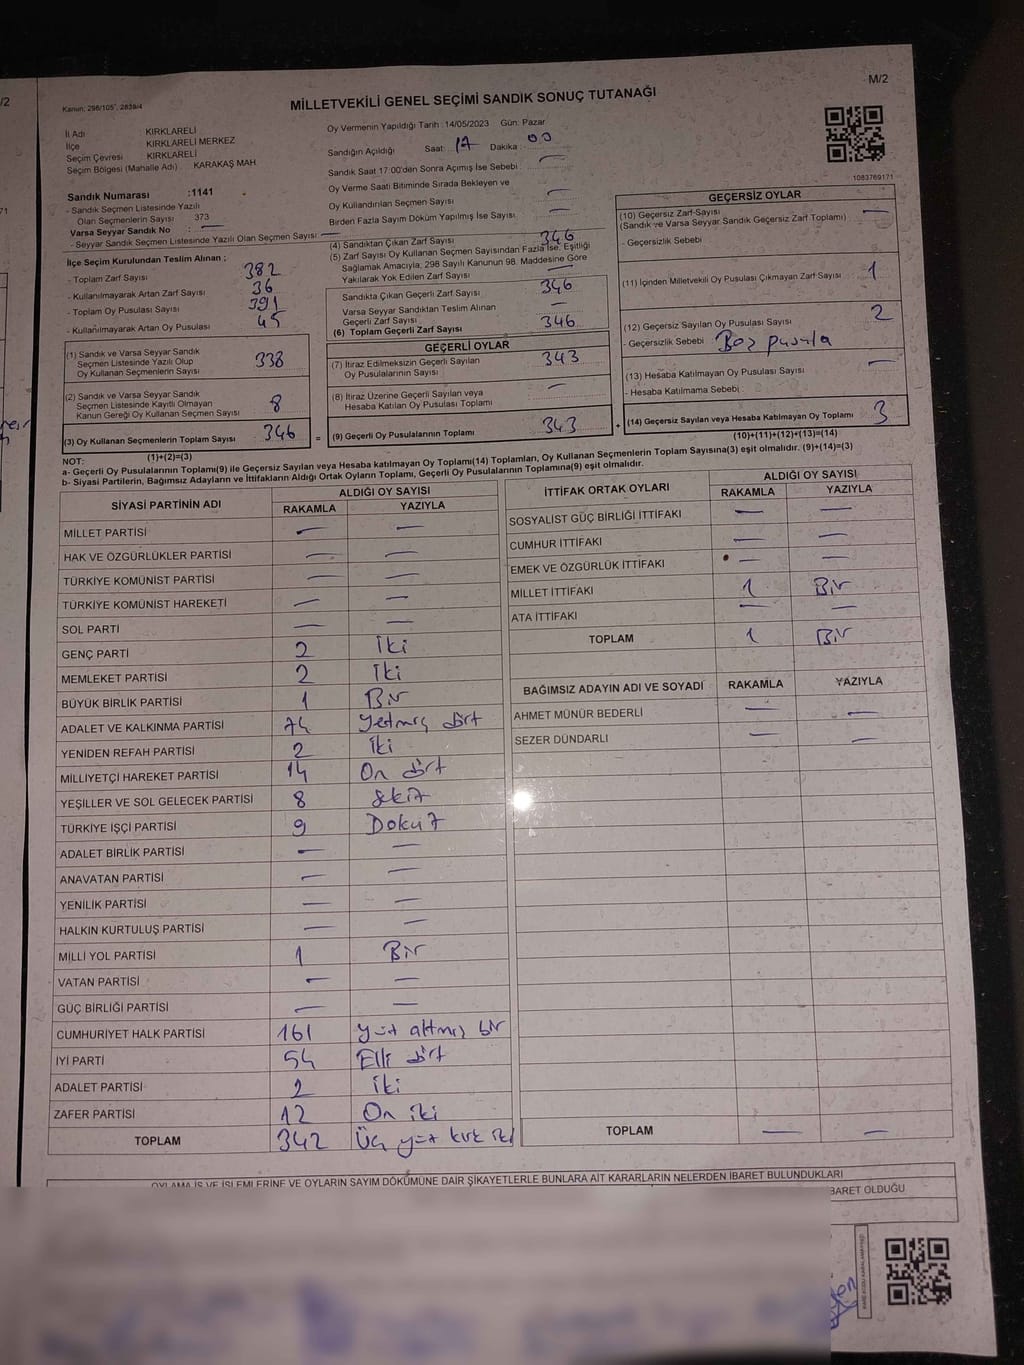 /2
M/2
Kanun: 298/105', 2839/4
MİLLETVEKİLİ GENEL SEÇİMİ SANDIK SONUÇ TUTANAĞI
İl Adı : KIRKLARELİ
İlçe : KIRKLARELİ MERKEZ
Seçim Çevresi : KIRKLARELİ
Seçim Bölgesi (Mahalle Adı) : KARAKAŞ MAH
Oy Vermenin Yapıldığı Tarih : 14/05/2023 Gün: Pazar
Sandığın Açıldığı Saat: 17 Dakika : 00
Sandık Saat 17:00'den Sonra Açımış İse Sebebi : —
Oy Verme Saati Bitiminde Sırada Bekleyen ve
Oy Kullandırılan Seçmen Sayısı —
Birden Fazla Sayım Döküm Yapılmış İse Sayısı —
1083769171
Sandık Numarası :1141
- Sandık Seçmen Listesinde Yazılı
Olan Seçmenlerin Sayısı 373
Varsa Seyyar Sandık No : —
- Seyyar Sandık Seçmen Listesinde Yazılı Olan Seçmen Sayısı: —
İlçe Seçim Kurulundan Teslim Alınan :
- Toplam Zarf Sayısı 382
- Kullanılmayarak Artan Zarf Sayısı 36
- Toplam Oy Pusulası Sayısı 391
- Kullanılmayarak Artan Oy Pusulası 45
(1) Sandık ve Varsa Seyyar Sandık
Seçmen Listesinde Yazılı Olup
Oy Kullanan Seçmenlerin Sayısı 338
(2) Sandık ve Varsa Seyyar Sandık
Seçmen Listesinde Kayıtlı Olmayan
Kanun Gereği Oy Kullanan Seçmen Sayısı 8
(3) Oy Kullanan Seçmenlerin Toplam Sayısı 346
(1)+(2)=(3)
(4) Sandıktan Çıkan Zarf Sayısı 346
(5) Zarf Sayısı Oy Kullanan Seçmen Sayısından Fazla İse, Eşitliği
Sağlamak Amacıyla, 298 Sayılı Kanunun 98. Maddesine Göre
Yakılarak Yok Edilen Zarf Sayısı —
Sandıkta Çıkan Geçerli Zarf Sayısı 346
Varsa Seyyar Sandıktan Teslim Alınan
Geçerli Zarf Sayısı —
(6) Toplam Geçerli Zarf Sayısı 346
GEÇERLİ OYLAR
(7) İtiraz Edilmeksizin Geçerli Sayılan
Oy Pusulalarının Sayısı 343
(8) İtiraz Üzerine Geçerli Sayılan veya
Hesaba Katılan Oy Pusulası Toplamı —
= (9) Geçerli Oy Pusulalarının Toplamı 343
GEÇERSİZ OYLAR
(10) Geçersiz Zarf Sayısı —
(Sandık ve Varsa Seyyar Sandık Geçersiz Zarf Toplamı)
- Geçersizlik Sebebi
(11) İçinden Milletvekili Oy Pusulası Çıkmayan Zarf Sayısı 1
(12) Geçersiz Sayılan Oy Pusulası Sayısı 2
- Geçersizlik Sebebi : Boş pusula
(13) Hesaba Katılmayan Oy Pusulası Sayısı —
- Hesaba Katılmama Sebebi :
+ (14) Geçersiz Sayılan veya Hesaba Katılmayan Oy Toplamı 3
(10)+(11)+(12)+(13)=(14)
NOT:
a- Geçerli Oy Pusulalarının Toplamı(9) ile Geçersiz Sayılan veya Hesaba katılmayan Oy Toplamı(14) Toplamları, Oy Kullanan Seçmenlerin Toplam Sayısına(3) eşit olmalıdır. (9)+(14)=(3)
b- Siyasi Partilerin, Bağımsız Adayların ve İttifakların Aldığı Ortak Oyların Toplamı, Geçerli Oy Pusulalarının Toplamına(9) eşit olmalıdır.
SİYASİ PARTİNİN ADI ALDIĞI OY SAYISI
RAKAMLA YAZIYLA
MİLLET PARTİSİ — —
HAK VE ÖZGÜRLÜKLER PARTİSİ — —
TÜRKİYE KOMÜNİST PARTİSİ — —
TÜRKİYE KOMÜNİST HAREKETİ — —
SOL PARTİ — —
GENÇ PARTİ 2 İki
MEMLEKET PARTİSİ 2 İki
BÜYÜK BİRLİK PARTİSİ 1 Bir
ADALET VE KALKINMA PARTİSİ 74 yetmiş dört
YENİDEN REFAH PARTİSİ 2 İki
MİLLİYETÇİ HAREKET PARTİSİ 14 On dört
YEŞİLLER VE SOL GELECEK PARTİSİ 8 Sekiz
TÜRKİYE İŞÇİ PARTİSİ 9 Dokuz
ADALET BİRLİK PARTİSİ — —
ANAVATAN PARTİSİ — —
YENİLİK PARTİSİ — —
HALKIN KURTULUŞ PARTİSİ — —
MİLLİ YOL PARTİSİ 1 Bir
VATAN PARTİSİ — —
GÜÇ BİRLİĞİ PARTİSİ — —
CUMHURİYET HALK PARTİSİ 161 yüz altmış bir
İYİ PARTİ 54 Elli dört
ADALET PARTİSİ 2 iki
ZAFER PARTİSİ 12 On iki
TOPLAM 342 Üç yüz kırk iki
İTTİFAK ORTAK OYLARI ALDIĞI OY SAYISI
RAKAMLA YAZIYLA
SOSYALİST GÜÇ BİRLİĞİ İTTİFAKI — —
CUMHUR İTTİFAKI — —
EMEK VE ÖZGÜRLÜK İTTİFAKI — —
MİLLET İTTİFAKI 1 Bir
ATA İTTİFAKI — —
TOPLAM 1 Bir
BAĞIMSIZ ADAYIN ADI VE SOYADI RAKAMLA YAZIYLA
AHMET MÜNÜR BEDERLİ — —
SEZER DÜNDARLI — —
TOPLAM — —
OYLAMA İŞ VE İŞLEMLERİNE VE OYLARIN SAYIM DÖKÜMÜNE DAİR ŞİKAYETLERLE BUNLARA AİT KARARLARIN NELERDEN İBARET BULUNDUKLARI
BARET OLDUĞU